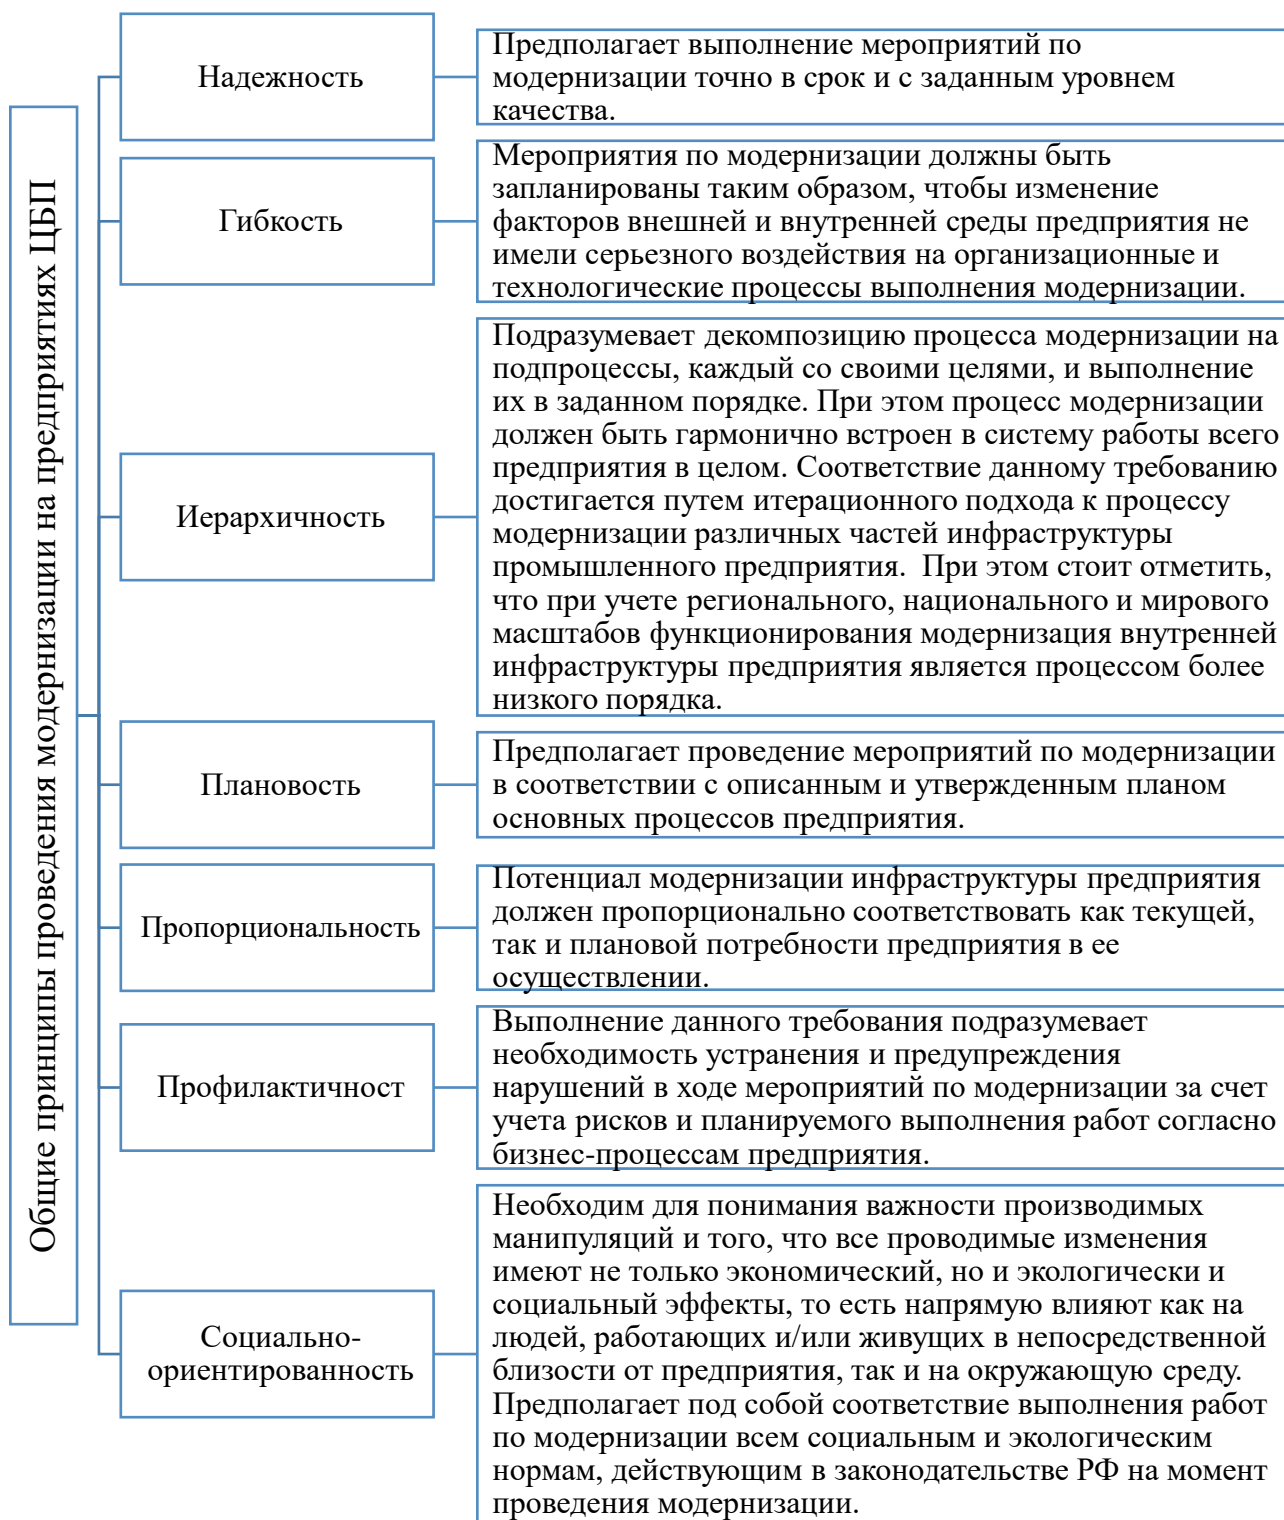 Общие принципы проведения модернизации на предприятиях ЦБП
Надежность
Предполагает выполнение мероприятий по
модернизации точно в срок и с заданным уровнем
качества.
Гибкость
Мероприятия по модернизации должны быть
запланированы таким образом, чтобы изменение
факторов внешней и внутренней среды предприятия не
имели серьезного воздействия на организационные и
технологические процессы выполнения модернизации.
Иерархичность
Подразумевает декомпозицию процесса модернизации на
подпроцессы, каждый со своими целями, и выполнение
их в заданном порядке. При этом процесс модернизации
должен быть гармонично встроен в систему работы всего
предприятия в целом. Соответствие данному требованию
достигается путем итерационного подхода к процессу
модернизации различных частей инфраструктуры
промышленного предприятия.  При этом стоит отметить,
что при учете регионального, национального и мирового
масштабов функционирования модернизация внутренней
инфраструктуры предприятия является процессом более
низкого порядка.
Плановость
Предполагает проведение мероприятий по модернизации
в соответствии с описанным и утвержденным планом
основных процессов предприятия.
Пропорциональность
Потенциал модернизации инфраструктуры предприятия
должен пропорционально соответствовать как текущей,
так и плановой потребности предприятия в ее
осуществлении.
Профилактичност
Выполнение данного требования подразумевает
необходимость устранения и предупреждения
нарушений в ходе мероприятий по модернизации за счет
учета рисков и планируемого выполнения работ согласно
бизнес-процессам предприятия.
Социально-
ориентированность
Необходим для понимания важности производимых
манипуляций и того, что все проводимые изменения
имеют не только экономический, но и экологически и
социальный эффекты, то есть напрямую влияют как на
людей, работающих и/или живущих в непосредственной
близости от предприятия, так и на окружающую среду.
Предполагает под собой соответствие выполнения работ
по модернизации всем социальным и экологическим
нормам, действующим в законодательстве РФ на момент
проведения модернизации.